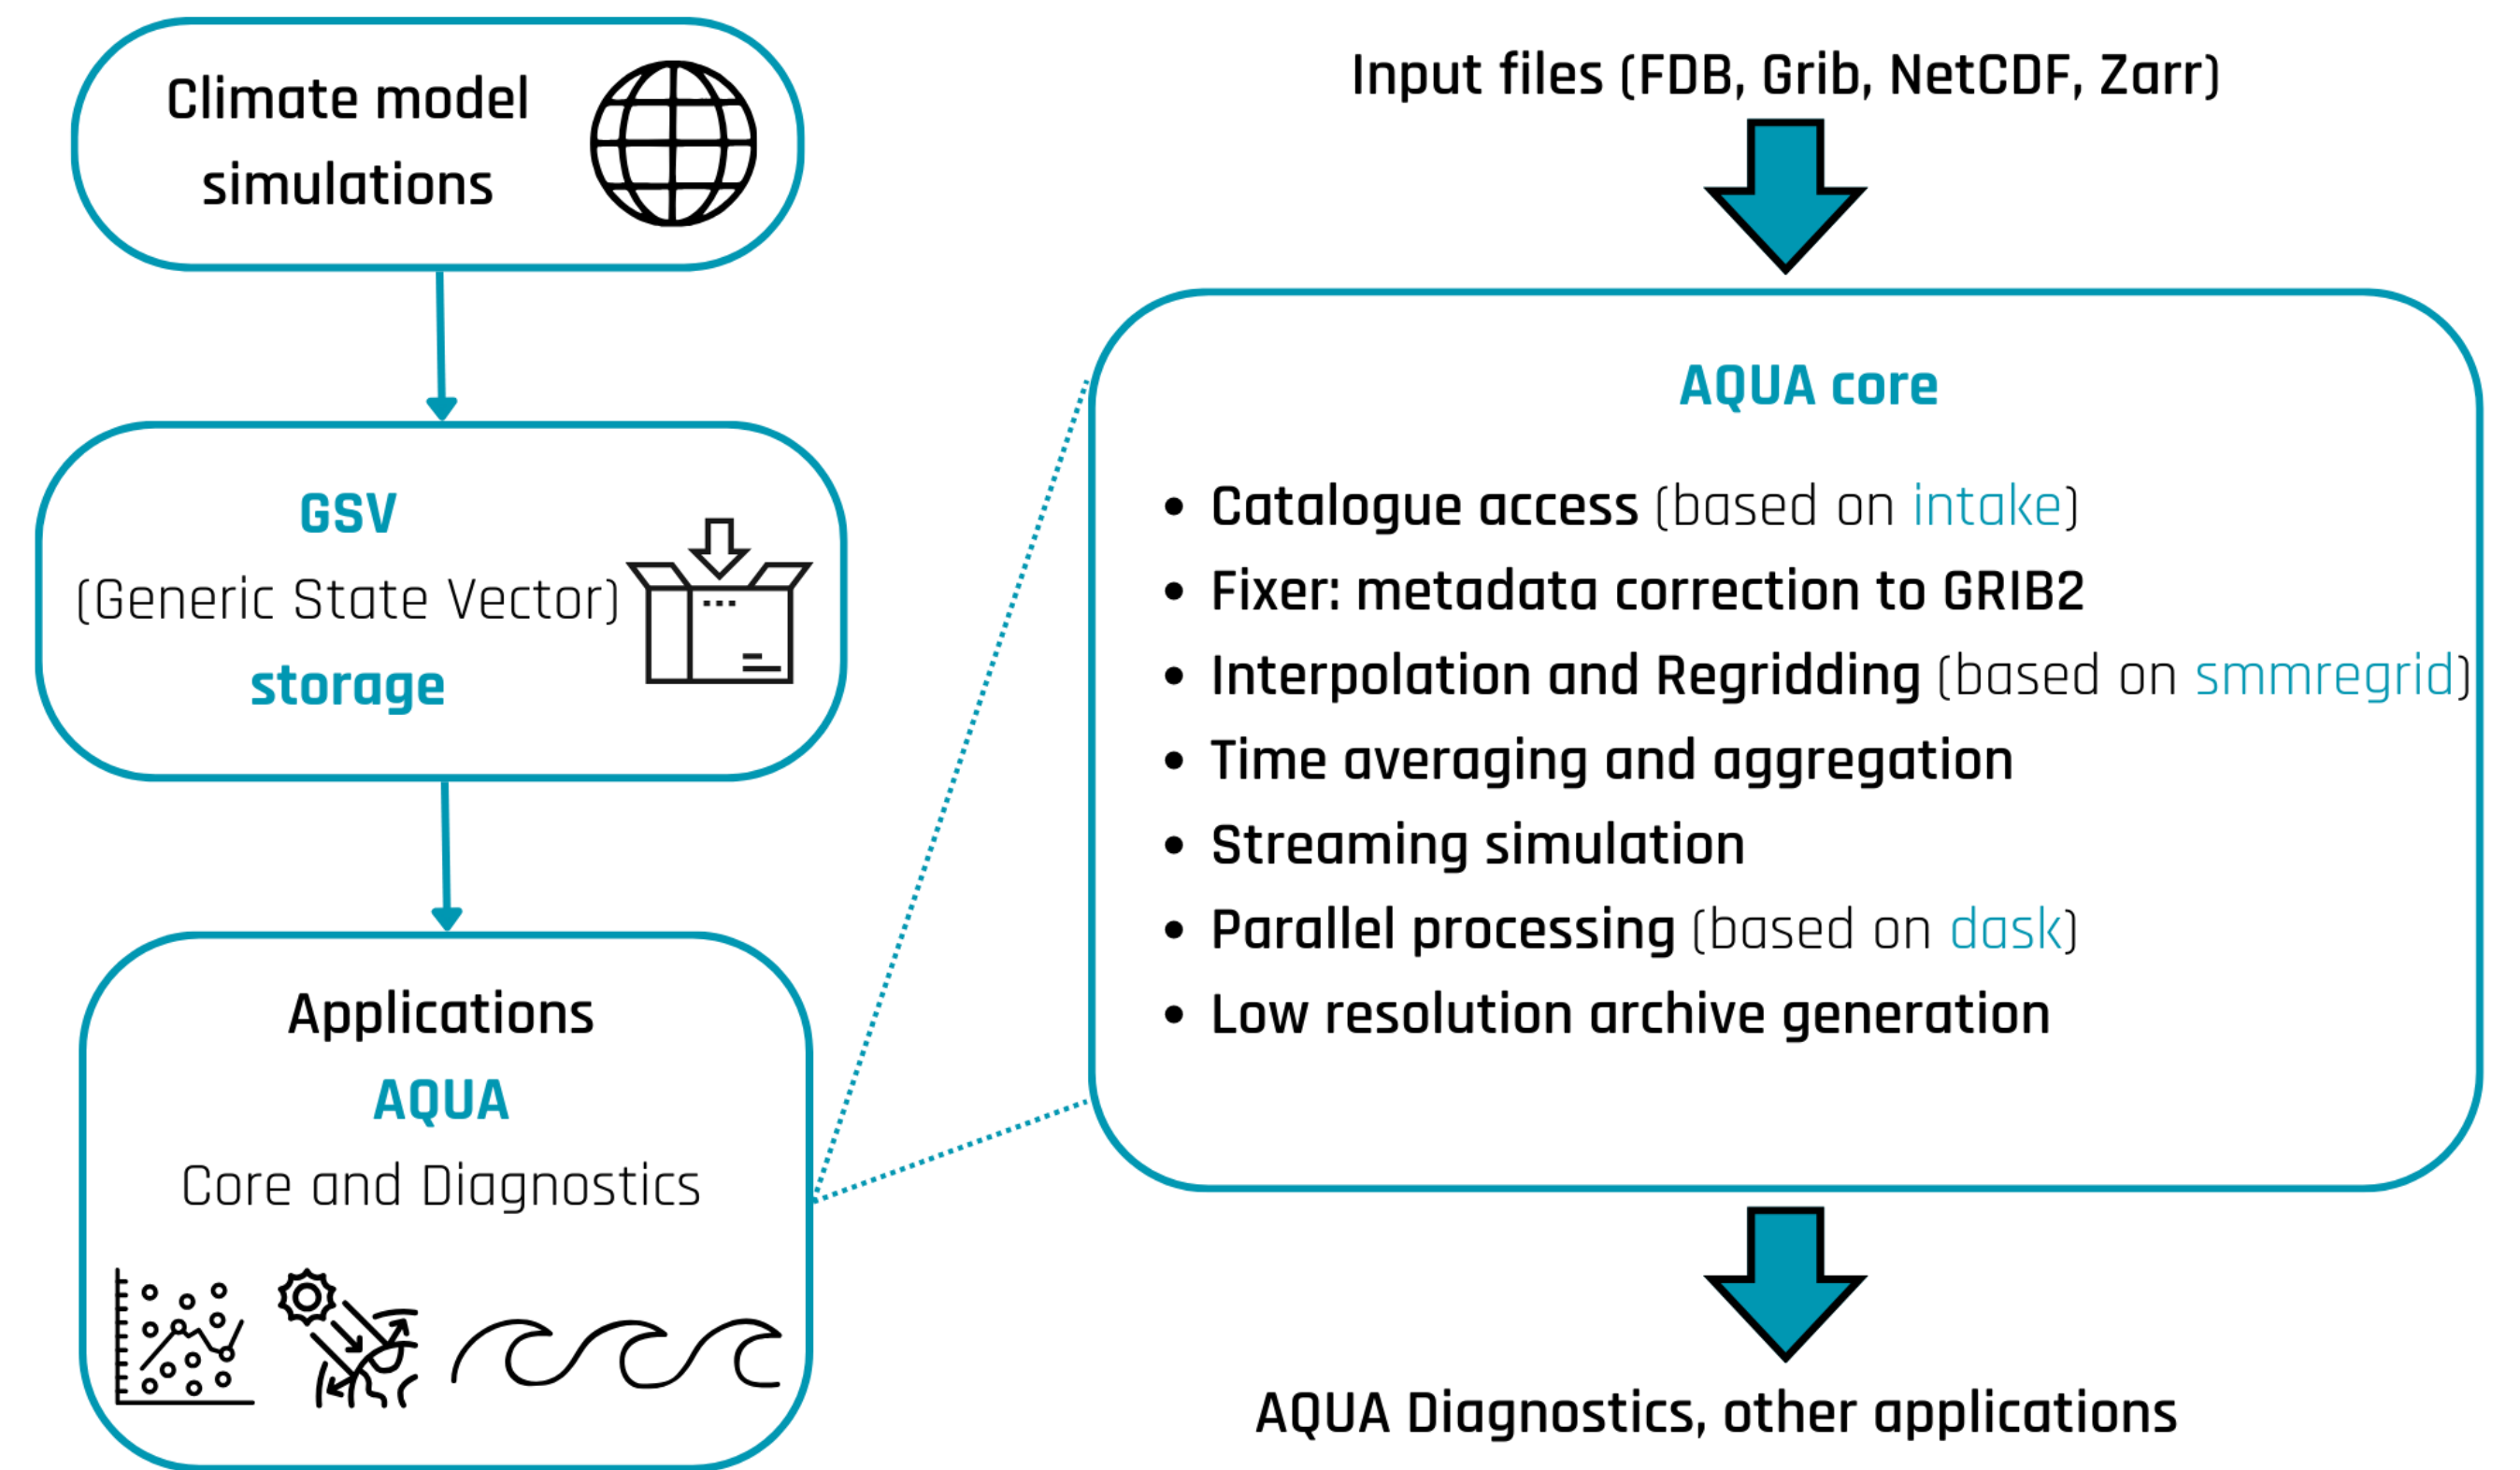 Climate model
simulations
GSV
(Generic State Vector)
storage
Applications
AQUA
Core and Diagnostics
Input files (FDB, Grib, NetCDF, Zarr)
AQUA core
• Catalogue access (based on intake)
• Fixer: metadata correction to GRIB2
• Interpolation and Regridding (based on smmregrid)
• Time averaging and aggregation
• Streaming simulation
• Parallel processing (based on dask)
• Low resolution archive generation
AQUA Diagnostics, other applications